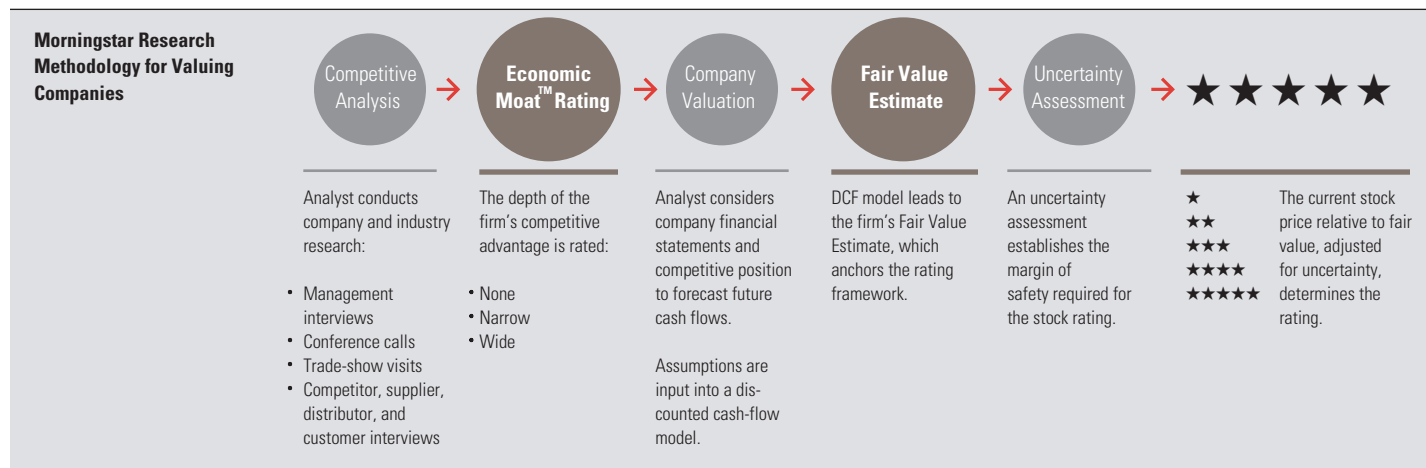 Morningstar Research
Methodology for Valuing
Companies
Competitive
Analysis
Economic
Moat™ Rating
Company
Valuation
Fair Value
Estimate
Uncertainty
Assessment
★ ★ ★ ★ ★
Analyst conducts
company and industry
research:
• Management
interviews
• Conference calls
• Trade-show visits
• Competitor, supplier,
distributor, and
customer interviews
The depth of the
firm's competitive
advantage is rated:
• None
• Narrow
• Wide
Analyst considers
company financial
statements and
competitive position
to forecast future
cash flows.
Assumptions are
input into a dis-
counted cash-flow
model.
DCF model leads to
the firm's Fair Value
Estimate, which
anchors the rating
framework.
An uncertainty
assessment
establishes the
margin of
safety required for
the stock rating.
★
★★
★★★
★★★★
★★★★★
The current stock
price relative to fair
value, adjusted
for uncertainty,
determines the
rating.